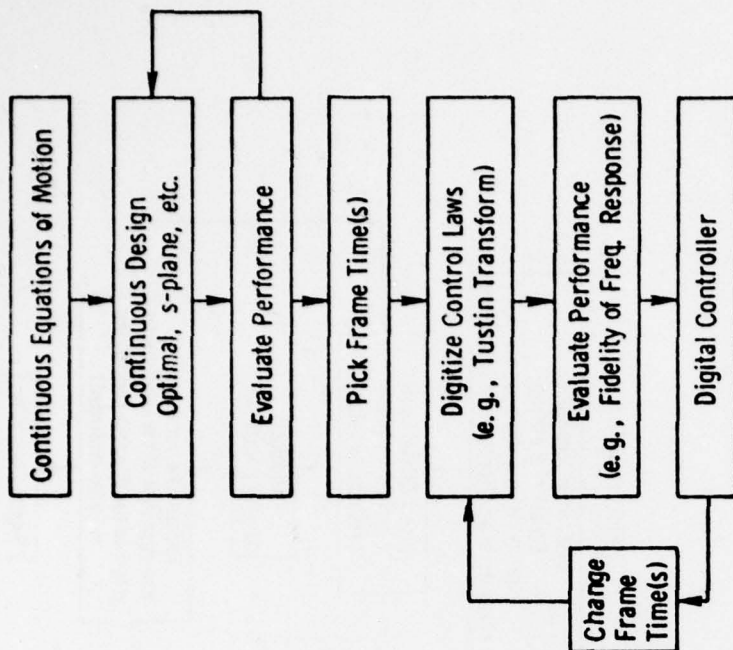 Continuous Equations of Motion
Continuous Design
Optimal, s-plane, etc.
Evaluate Performance
Pick Frame Time(s)
Digitize Control Laws
(e.g., Tustin Transform)
Evaluate Performance
(e.g., Fidelity of Freq. Response)
Digital Controller
Change
Frame
Time(s)